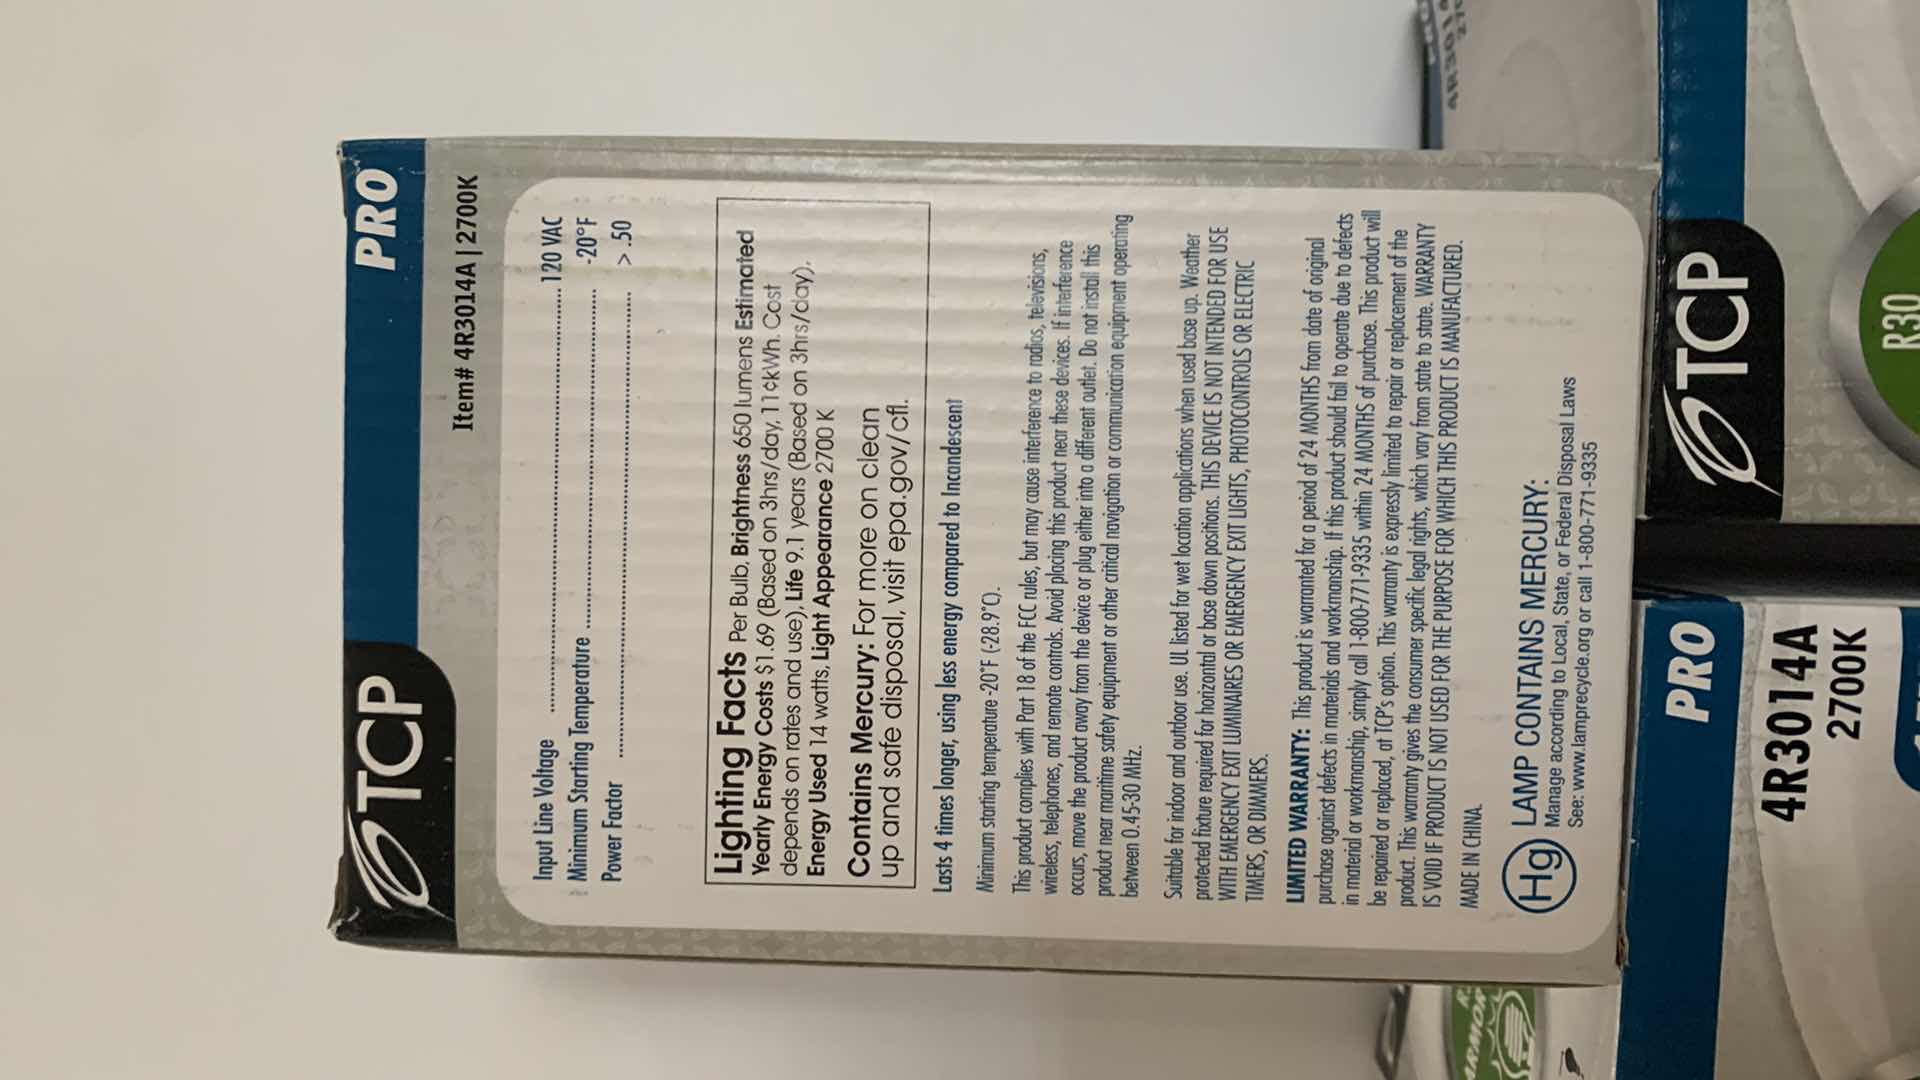 TCP PRO
Item# 4R3014A | 2700K
Input Line Voltage ........ 120 VAC
Minimum Starting Temperature ........ -20°F
Power Factor ........ > .50
Lighting Facts Per Bulb, Brightness 650 lumens Estimated
Yearly Energy Costs $1.69 (Based on 3hrs/day, 11¢kWh. Cost
depends on rates and use), Life 9.1 years (Based on 3hrs/day),
Energy Used 14 watts, Light Appearance 2700 K
Contains Mercury: For more on clean
up and safe disposal, visit epa.gov/cfl.
Lasts 4 times longer, using less energy compared to Incandescent
Minimum starting temperature -20°F (-28.9°C).
This product complies with Part 18 of the FCC rules, but may cause interference to radios, televisions,
wireless, telephones, and remote controls. Avoid placing this product near these devices. If interference
occurs, move the product away from the device or plug either into a different outlet. Do not install this
product near maritime safety equipment or other critical navigation or communication equipment operating
between 0.45-30 MHz.
Suitable for indoor and outdoor use. UL listed for wet location applications when used base up. Weather
protected fixture required for horizontal or base down positions. THIS DEVICE IS NOT INTENDED FOR USE
WITH EMERGENCY EXIT LUMINAIRES OR EMERGENCY EXIT LIGHTS, PHOTOCONTROLS OR ELECTRIC
TIMERS, OR DIMMERS.
LIMITED WARRANTY: This product is warranted for a period of 24 MONTHS from date of original
purchase against defects in materials and workmanship. If this product should fail to operate due to defects
in material or workmanship, simply call 1-800-771-9335 within 24 MONTHS of purchase. This product will
be repaired or replaced, at TCP's option. This warranty is expressly limited to repair or replacement of the
product. This warranty gives the consumer specific legal rights, which vary from state to state. WARRANTY
IS VOID IF PRODUCT IS NOT USED FOR THE PURPOSE FOR WHICH THIS PRODUCT IS MANUFACTURED.
MADE IN CHINA.
Hg LAMP CONTAINS MERCURY:
Manage according to Local, State, or Federal Disposal Laws
See: www.lamprecycle.org or call 1-800-771-9335
PRO
4R3014A
2700K
TCP
R30
ARMOR